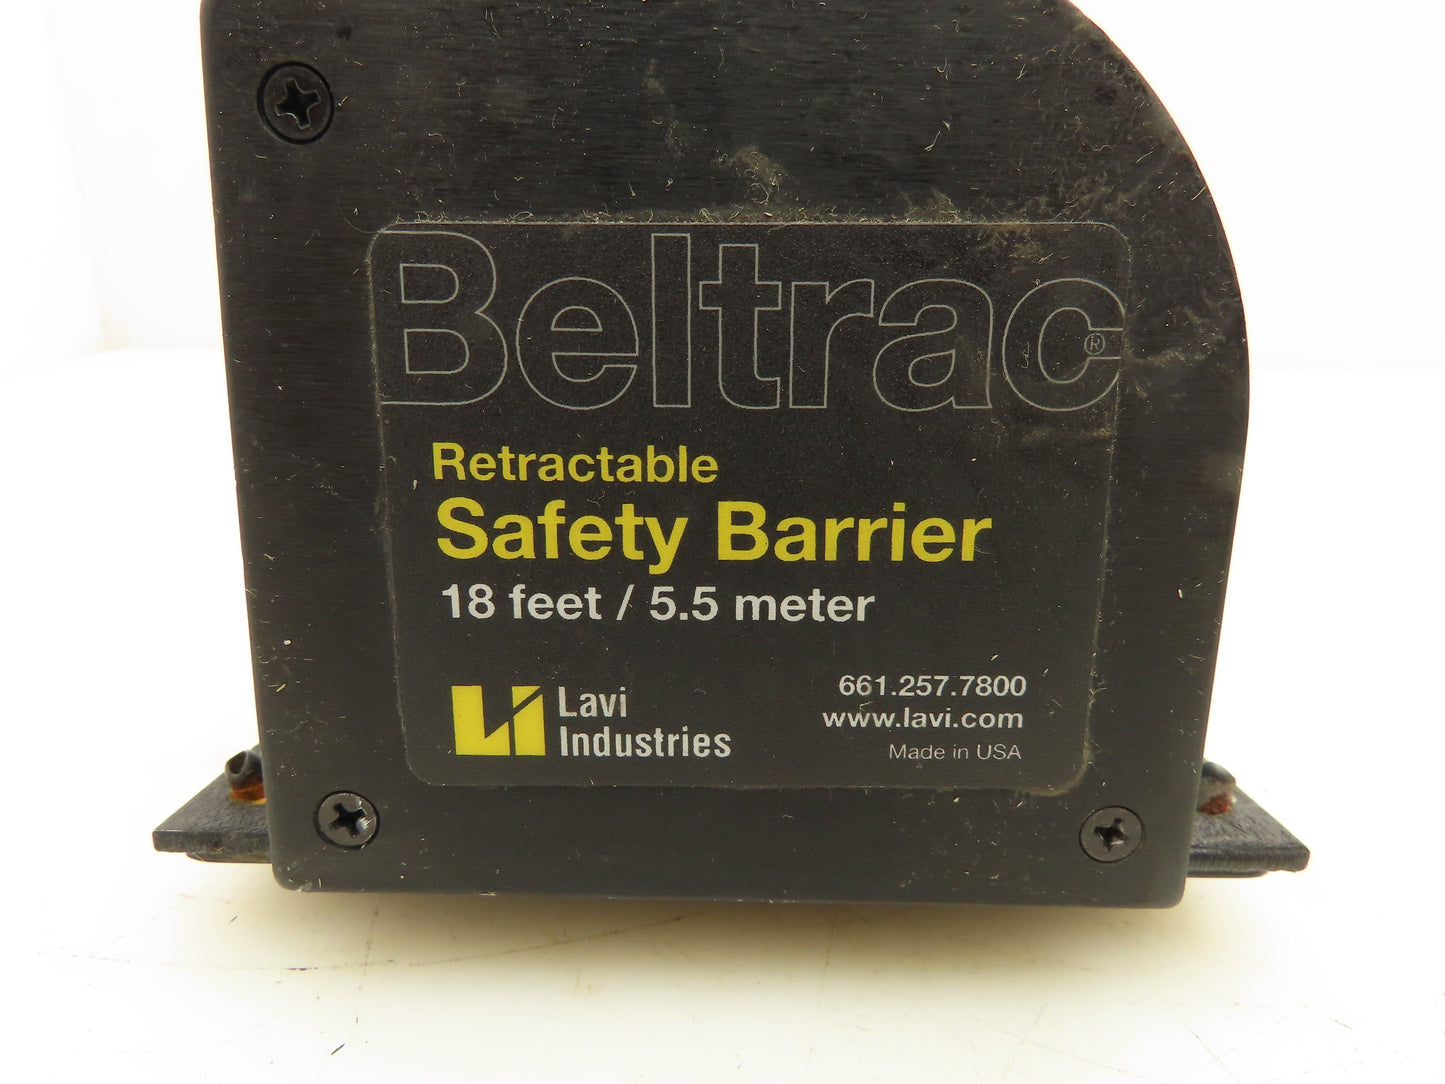 Beltrac®
Retractable
Safety Barrier
18 feet / 5.5 meter
Lavi
Industries
661.257.7800
www.lavi.com
Made in USA